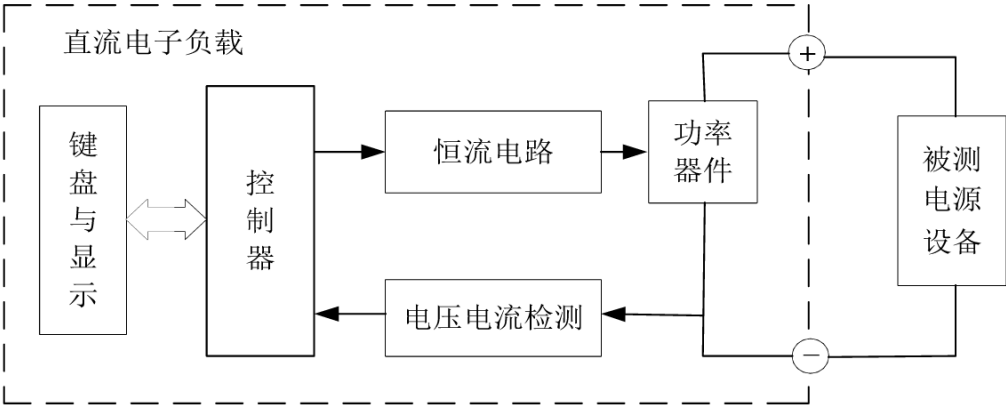 直流电子负载
键
盘
与
显
示
控
制
器
恒流电路
功率
器件
电压电流检测
+
−
被测
电源
设备